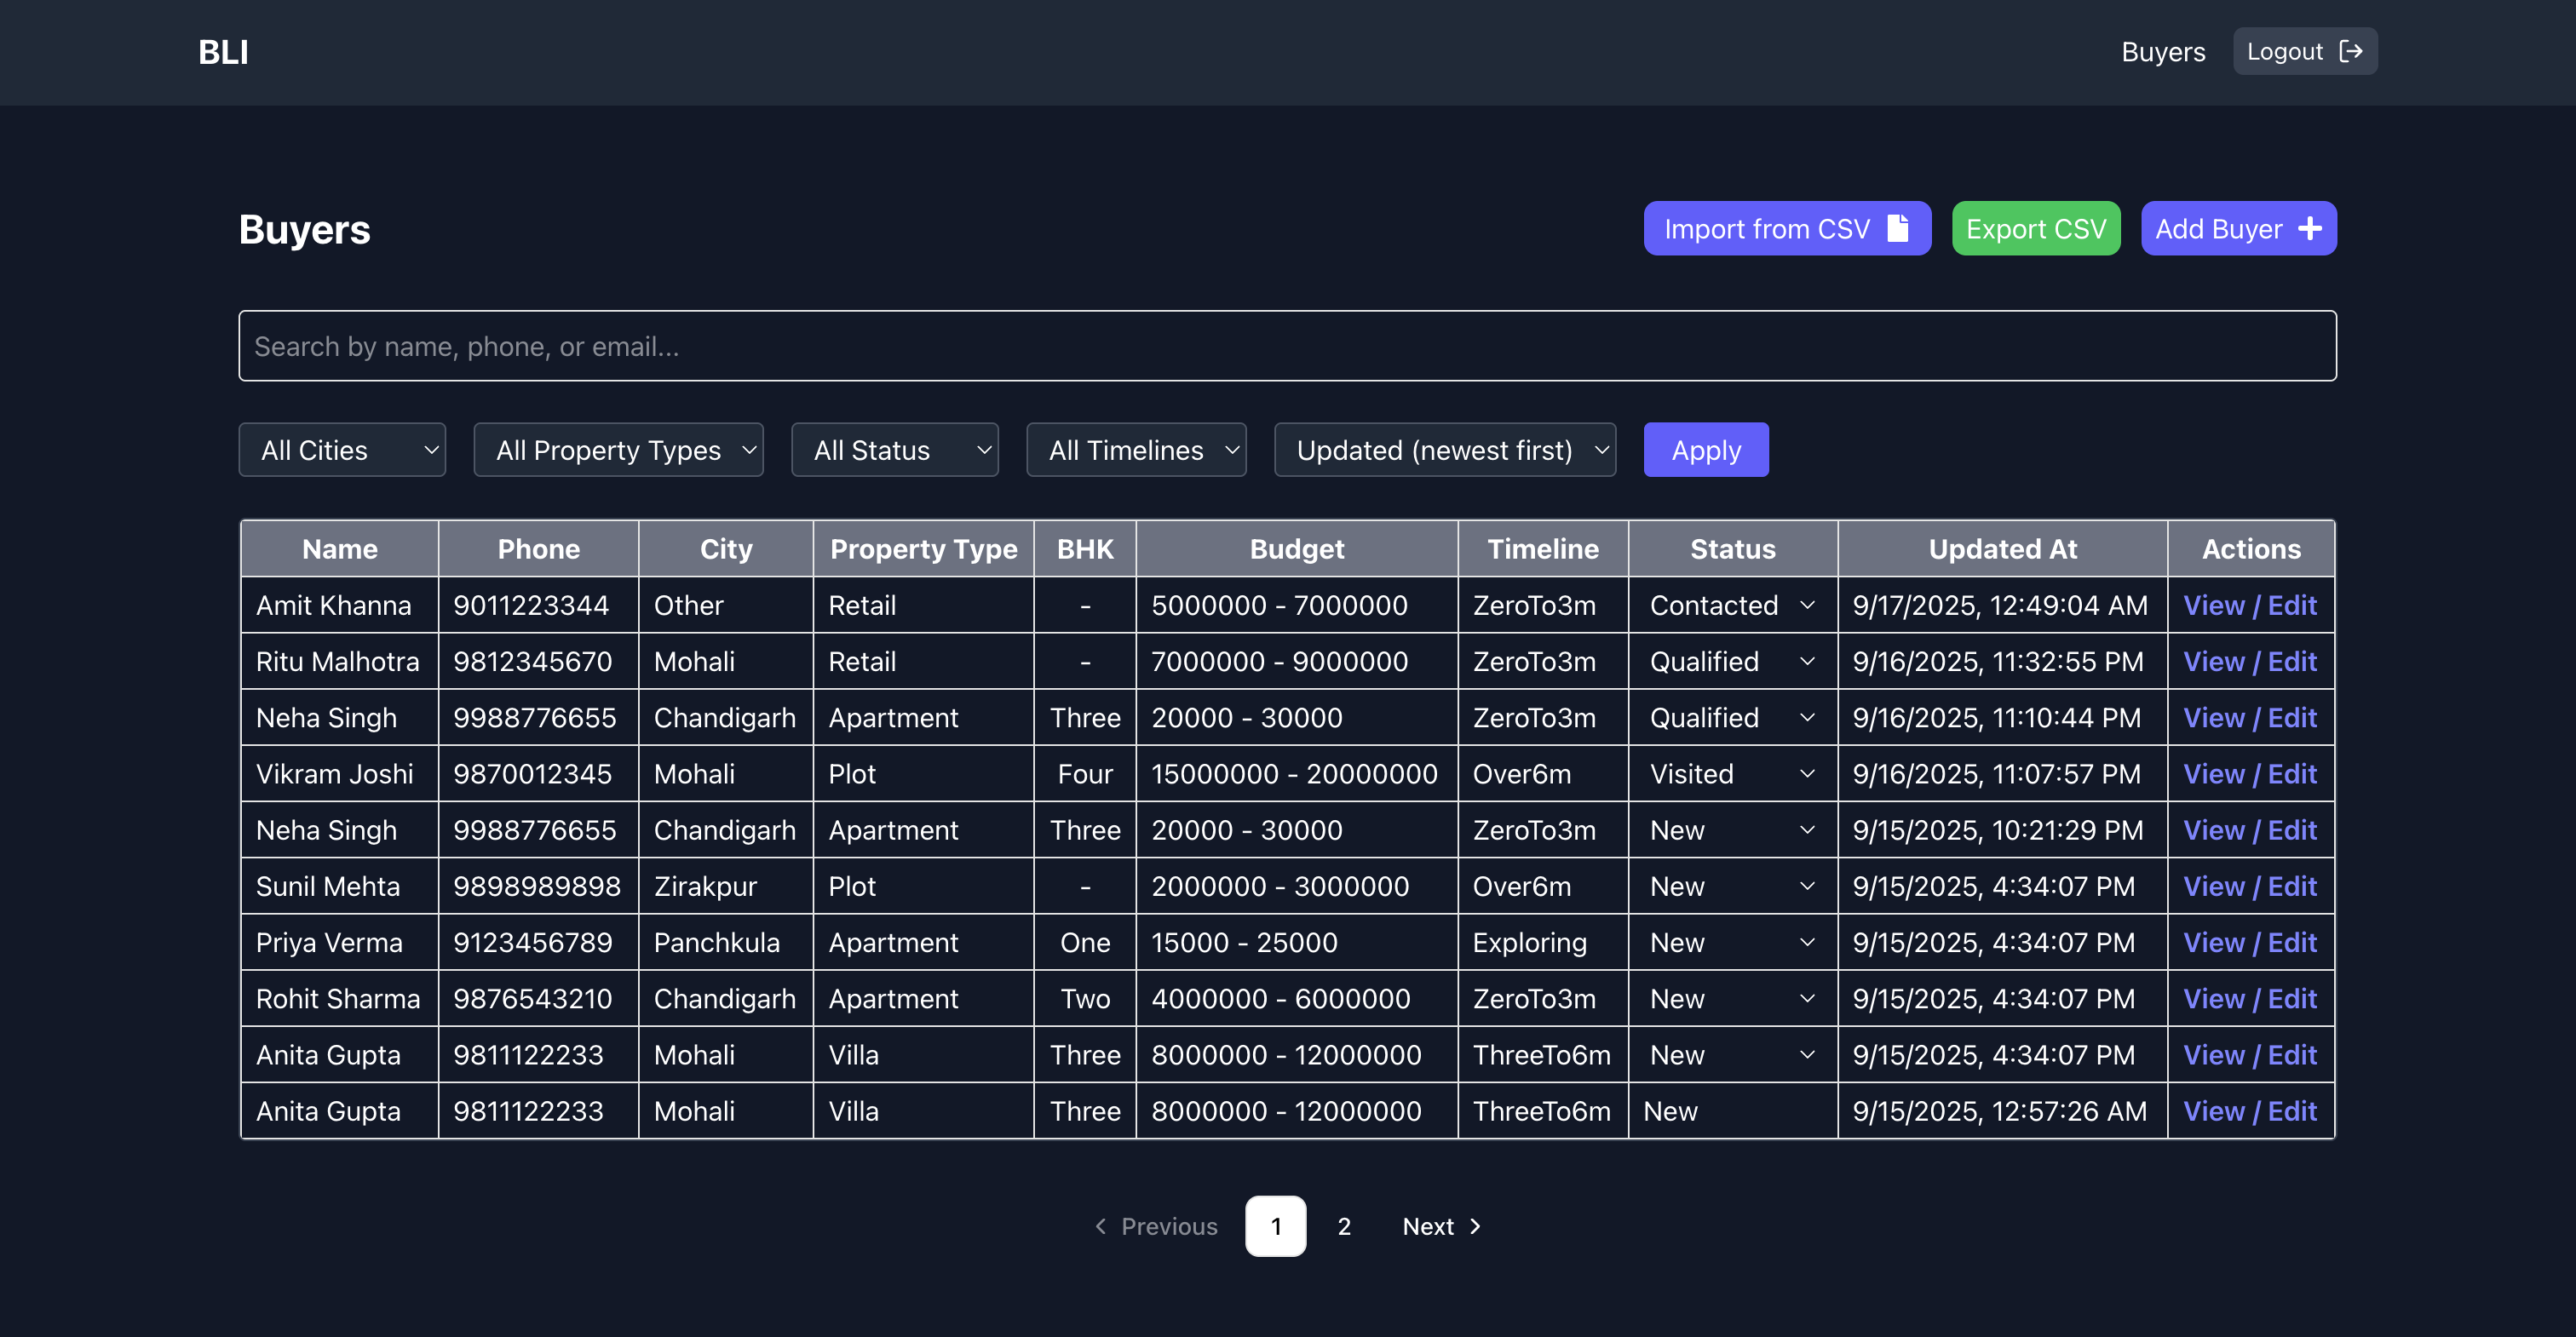 BLI Buyers Logout
Buyers Import from CSV Export CSV Add Buyer
Search by name, phone, or email...
All Cities All Property Types All Status All Timelines Updated (newest first) Apply
Name Phone City Property Type BHK Budget Timeline Status Updated At Actions
Amit Khanna 9011223344 Other Retail - 5000000 - 7000000 ZeroTo3m Contacted 9/17/2025, 12:49:04 AM View / Edit
Ritu Malhotra 9812345670 Mohali Retail - 7000000 - 9000000 ZeroTo3m Qualified 9/16/2025, 11:32:55 PM View / Edit
Neha Singh 9988776655 Chandigarh Apartment Three 20000 - 30000 ZeroTo3m Qualified 9/16/2025, 11:10:44 PM View / Edit
Vikram Joshi 9870012345 Mohali Plot Four 15000000 - 20000000 Over6m Visited 9/16/2025, 11:07:57 PM View / Edit
Neha Singh 9988776655 Chandigarh Apartment Three 20000 - 30000 ZeroTo3m New 9/15/2025, 10:21:29 PM View / Edit
Sunil Mehta 9898989898 Zirakpur Plot - 2000000 - 3000000 Over6m New 9/15/2025, 4:34:07 PM View / Edit
Priya Verma 9123456789 Panchkula Apartment One 15000 - 25000 Exploring New 9/15/2025, 4:34:07 PM View / Edit
Rohit Sharma 9876543210 Chandigarh Apartment Two 4000000 - 6000000 ZeroTo3m New 9/15/2025, 4:34:07 PM View / Edit
Anita Gupta 9811122233 Mohali Villa Three 8000000 - 12000000 ThreeTo6m New 9/15/2025, 4:34:07 PM View / Edit
Anita Gupta 9811122233 Mohali Villa Three 8000000 - 12000000 ThreeTo6m New 9/15/2025, 12:57:26 AM View / Edit
Previous 1 2 Next